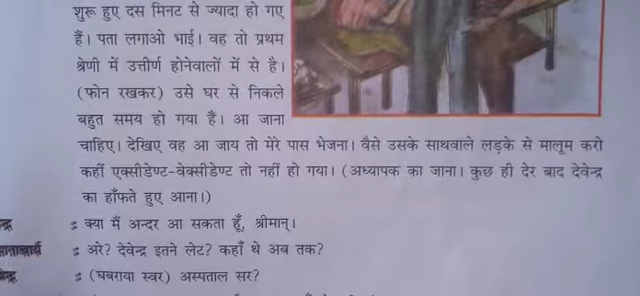 शुरू हुए दस मिनट से ज्यादा हो गए
हैं। पता लगाओ भाई। वह तो प्रथम
श्रेणी में उत्तीर्ण होनेवालों में से है।
(फोन रखकर) उसे घर से निकले
बहुत समय हो गया है। आ जाना
चाहिए। देखिए वह आ जाय तो मेरे पास भेजना। वैसे उसके साथवाले लड़के से मालूम करो
कहीं एक्सीडेण्ट-वेक्सीडेण्ट तो नहीं हो गया। (अध्यापक का जाना। कुछ ही देर बाद देवेन्द्र
का हाँफते हुए आना।)
: क्या मैं अन्दर आ सकता हूँ, श्रीमान्।
: अरे? देवेन्द्र इतने लेट? कहाँ थे अब तक?
: (घबराया स्वर) अस्पताल सर?